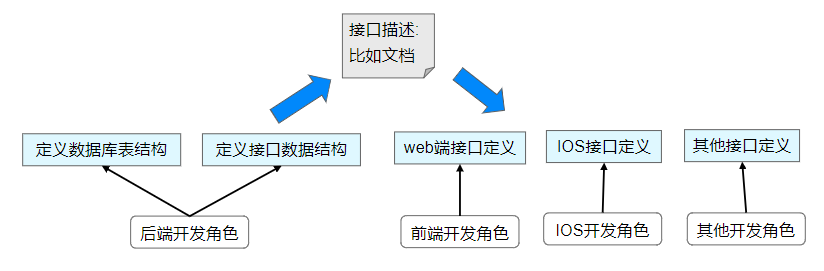 接口描述:
比如文档
定义数据库表结构
定义接口数据结构
web端接口定义
IOS接口定义
其他接口定义
后端开发角色
前端开发角色
IOS开发角色
其他开发角色